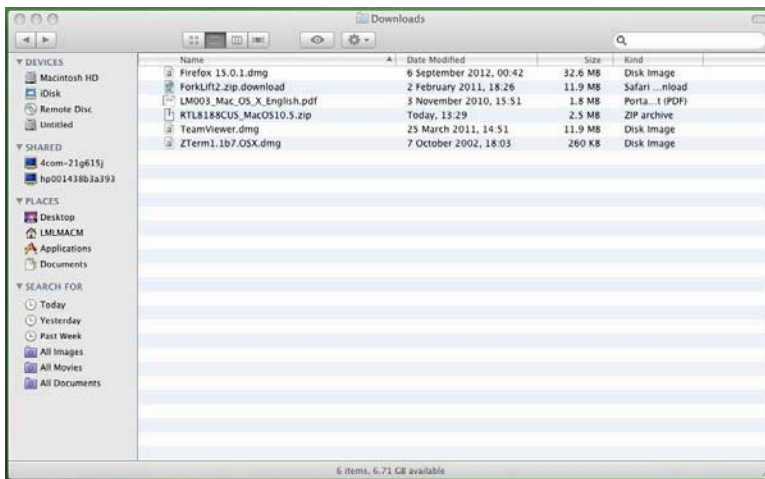 Downloads
DEVICES
Macintosh HD
iDisk
Remote Disc
Untitled
SHARED
4com-21g615j
hp001438b3a393
PLACES
Desktop
LMLMACM
Applications
Documents
SEARCH FOR
Today
Yesterday
Past Week
All Images
All Movies
All Documents
Name Date Modified Size Kind
Firefox 15.0.1.dmg 6 September 2012, 00:42 32.6 MB Disk Image
ForkLift2.zip.download 2 February 2011, 18:26 11.9 MB Safari ...nload
LM003_Mac_OS_X_English.pdf 3 November 2010, 15:51 1.8 MB Porta...t (PDF)
RTL8188CUS_MacOS10.5.zip Today, 13:29 2.5 MB ZIP archive
TeamViewer.dmg 25 March 2011, 14:51 11.9 MB Disk Image
ZTerm1.1b7.OSX.dmg 7 October 2002, 18:03 260 KB Disk Image
6 items, 6.71 GB available